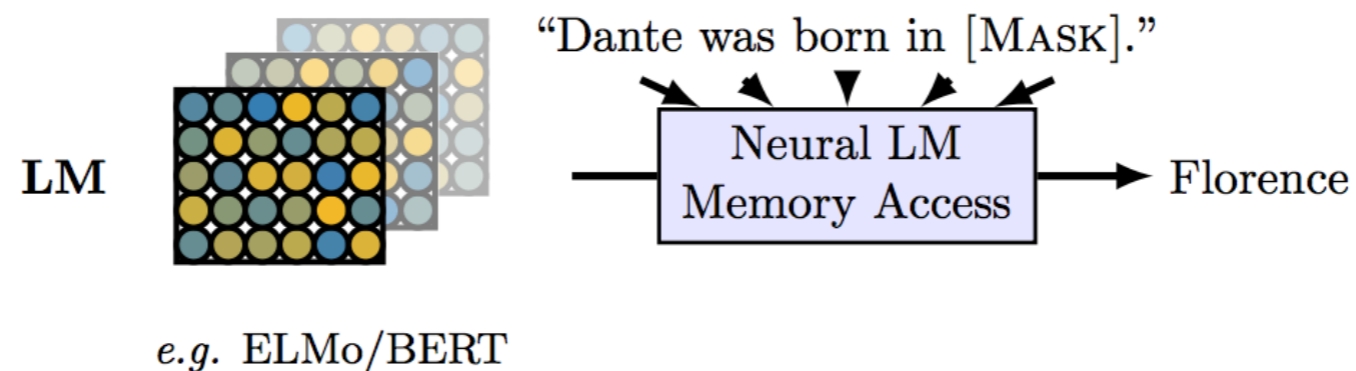 “Dante was born in [MASK].”
LM
Neural LM
Memory Access
Florence
e.g. ELMo/BERT